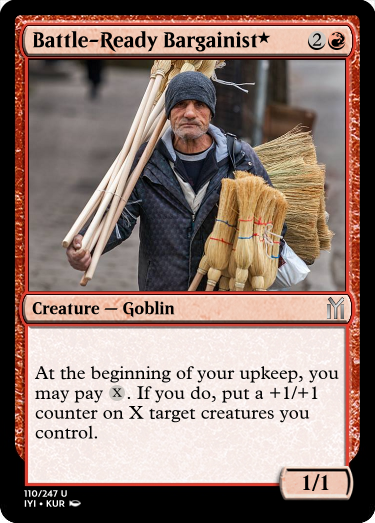 Battle-Ready Bargainist★ 2
Creature — Goblin
At the beginning of your upkeep, you
may pay X. If you do, put a +1/+1
counter on X target creatures you
control.
1/1
110/247 U
IYI • KUR